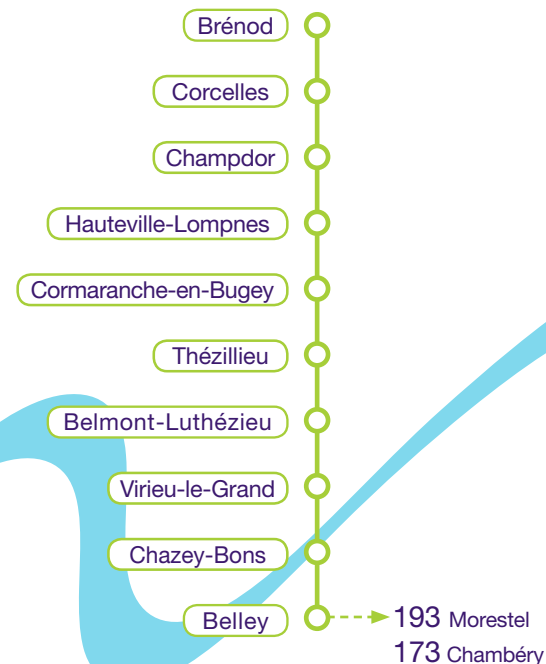 Brénod
Corcelles
Champdor
Hauteville-Lompnes
Cormaranche-en-Bugey
Thézillieu
Belmont-Luthézieu
Virieu-le-Grand
Chazey-Bons
Belley
193 Morestel
173 Chambéry